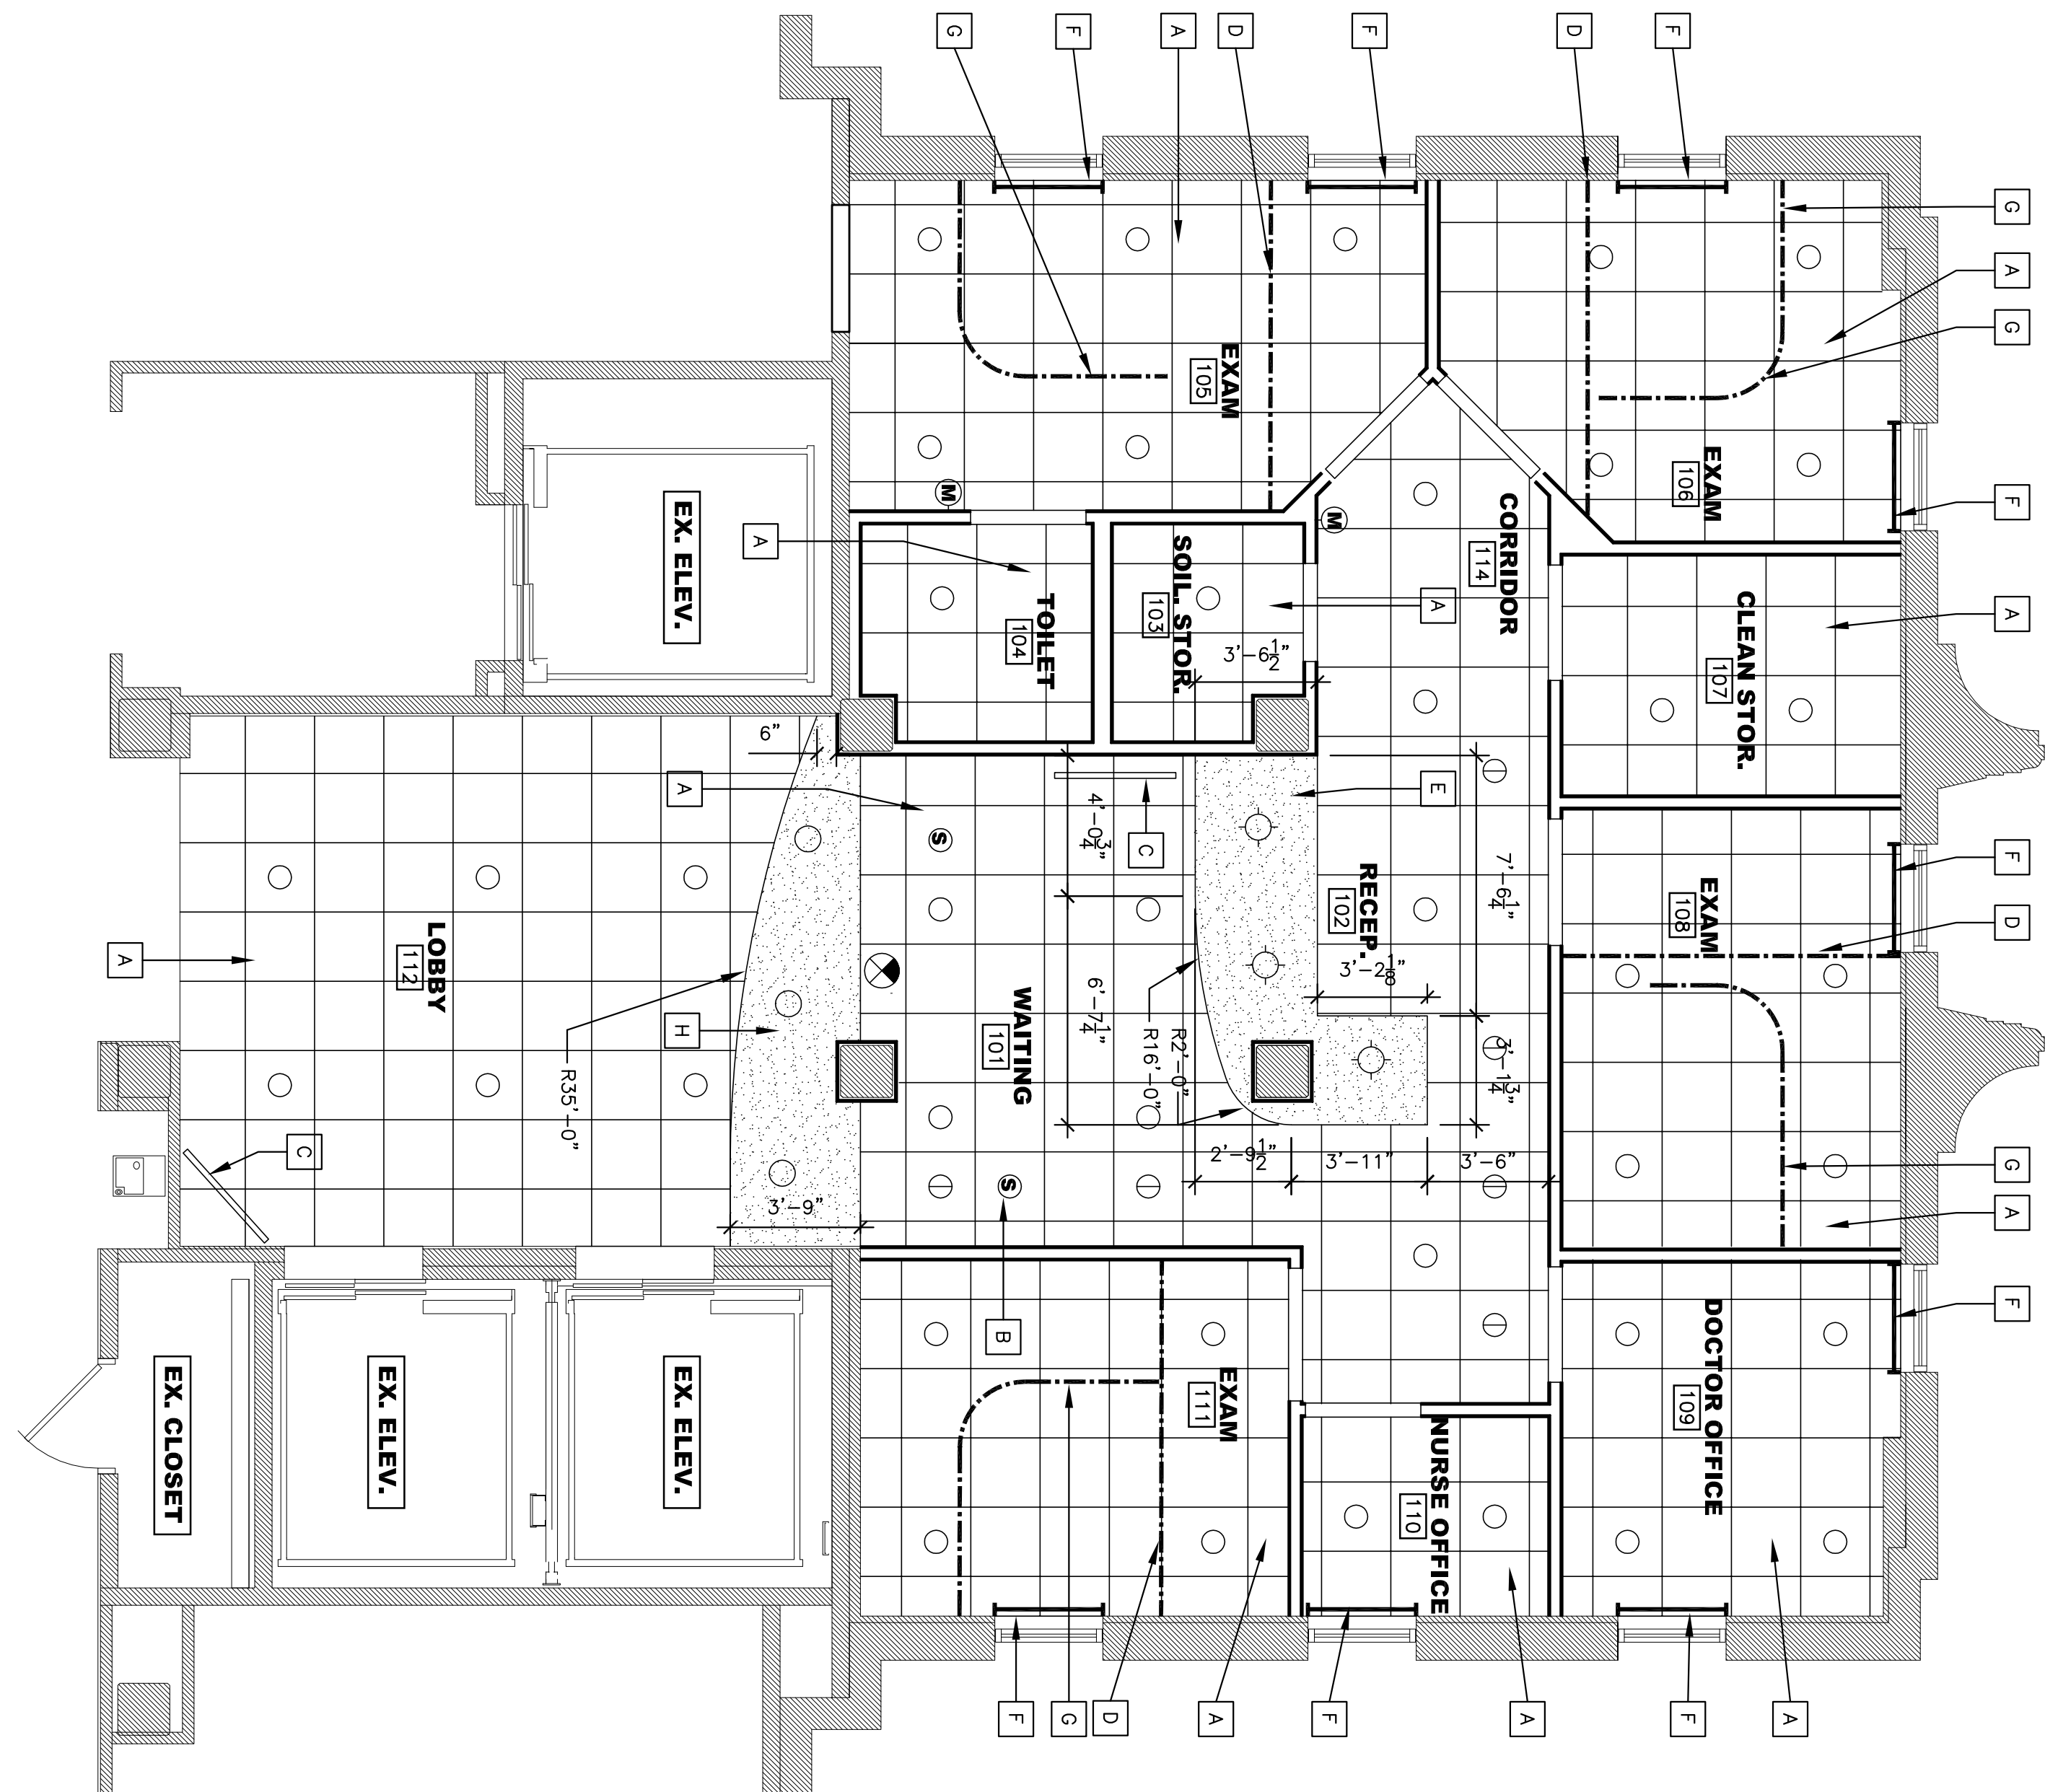 G
A
G
F
A
F
D
G
A
F
A
CLEAN STOR.
107
EXAM
106
EXAM
108
DOCTOR OFFICE
109
F
F
D
A
CORRIDOR
114
7'-6 1/4"
3'-1 3/4"
3'-6"
A
E
NURSE OFFICE
110
F
RECEP.
102
3'-2 1/8"
3'-11"
M
F
3'-6 1/2"
2'-9 1/2"
D
EXAM
105
EXAM
111
A
A
SOIL. STOR.
103
R2'-0"
R16'-0"
C
D
4'-0 3/4"
6'-7 1/4"
F
G
TOILET
104
WAITING
101
S
F
B
G
M
S
3'-9"
6"
A
A
H
EX. ELEV.
EX. ELEV.
R35'-0"
LOBBY
112
EX. ELEV.
C
EX. CLOSET
A